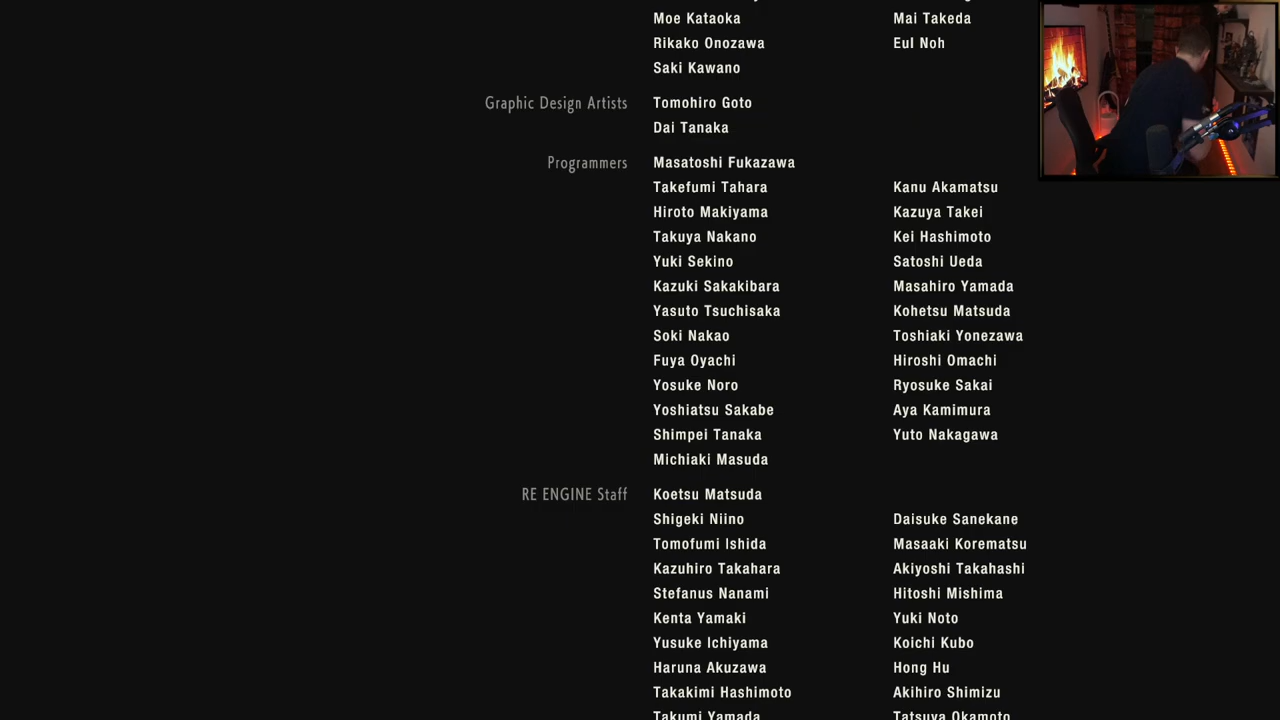 Moe Kataoka Mai Takeda
Rikako Onozawa Eul Noh
Saki Kawano
Graphic Design Artists Tomohiro Goto
Dai Tanaka
Programmers Masatoshi Fukazawa
Takefumi Tahara Kanu Akamatsu
Hiroto Makiyama Kazuya Takei
Takuya Nakano Kei Hashimoto
Yuki Sekino Satoshi Ueda
Kazuki Sakakibara Masahiro Yamada
Yasuto Tsuchisaka Kohetsu Matsuda
Soki Nakao Toshiaki Yonezawa
Fuya Oyachi Hiroshi Omachi
Yosuke Noro Ryosuke Sakai
Yoshiatsu Sakabe Aya Kamimura
Shimpei Tanaka Yuto Nakagawa
Michiaki Masuda
RE ENGINE Staff Koetsu Matsuda
Shigeki Niino Daisuke Sanekane
Tomofumi Ishida Masaaki Korematsu
Kazuhiro Takahara Akiyoshi Takahashi
Stefanus Nanami Hitoshi Mishima
Kenta Yamaki Yuki Noto
Yusuke Ichiyama Koichi Kubo
Haruna Akuzawa Hong Hu
Takakimi Hashimoto Akihiro Shimizu
Takumi Yamada Tatsuya Okamoto